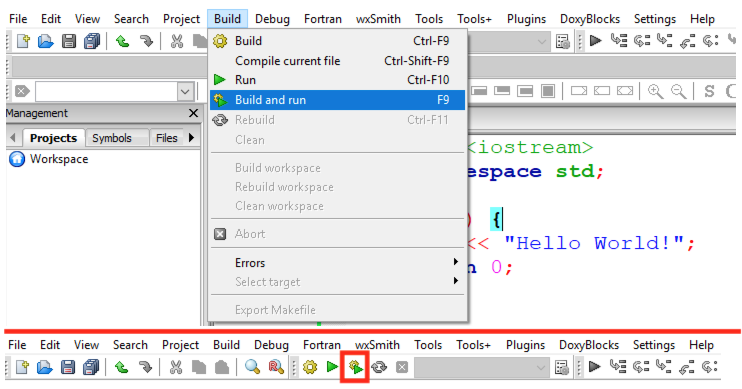 File Edit View Search Project Build Debug Fortran wxSmith Tools Tools+ Plugins DoxyBlocks Settings Help
Build Ctrl-F9
Compile current file Ctrl-Shift-F9
Run Ctrl-F10
Build and run F9
Rebuild Ctrl-F11
Clean
Build workspace
Rebuild workspace
Clean workspace
Abort
Errors
Select target
Export Makefile
S C
Management X
Projects Symbols Files
Workspace
<iostream>
espace std;
) {
<< "Hello World!";
n 0;
File Edit View Search Project Build Debug Fortran wxSmith Tools Tools+ Plugins DoxyBlocks Settings Help